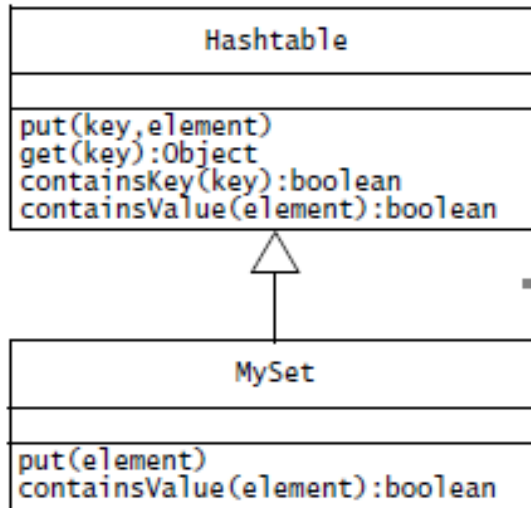 Hashtable
put(key,element)
get(key):Object
containsKey(key):boolean
containsValue(element):boolean
MySet
put(element)
containsValue(element):boolean